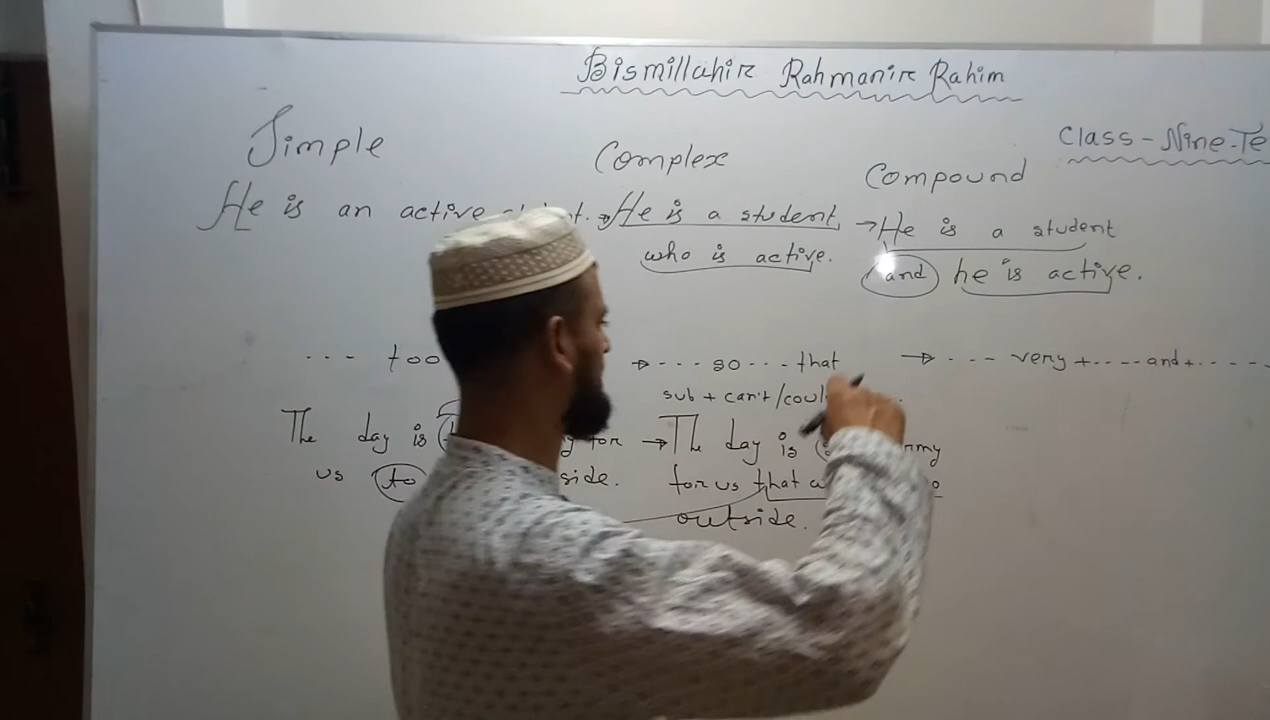 Bismillahir Rahmanir Rahim
Class - Nine-Te
Simple
He is an active
Complex
→ He is a student,
who is active.
Compound
→ He is a student
and he is active.
--- too
→ --- so --- that
sub + can't/coul
→ --- very + ---- and + ----
The day is for
us to side.
→ The day is my
for us that
outside.